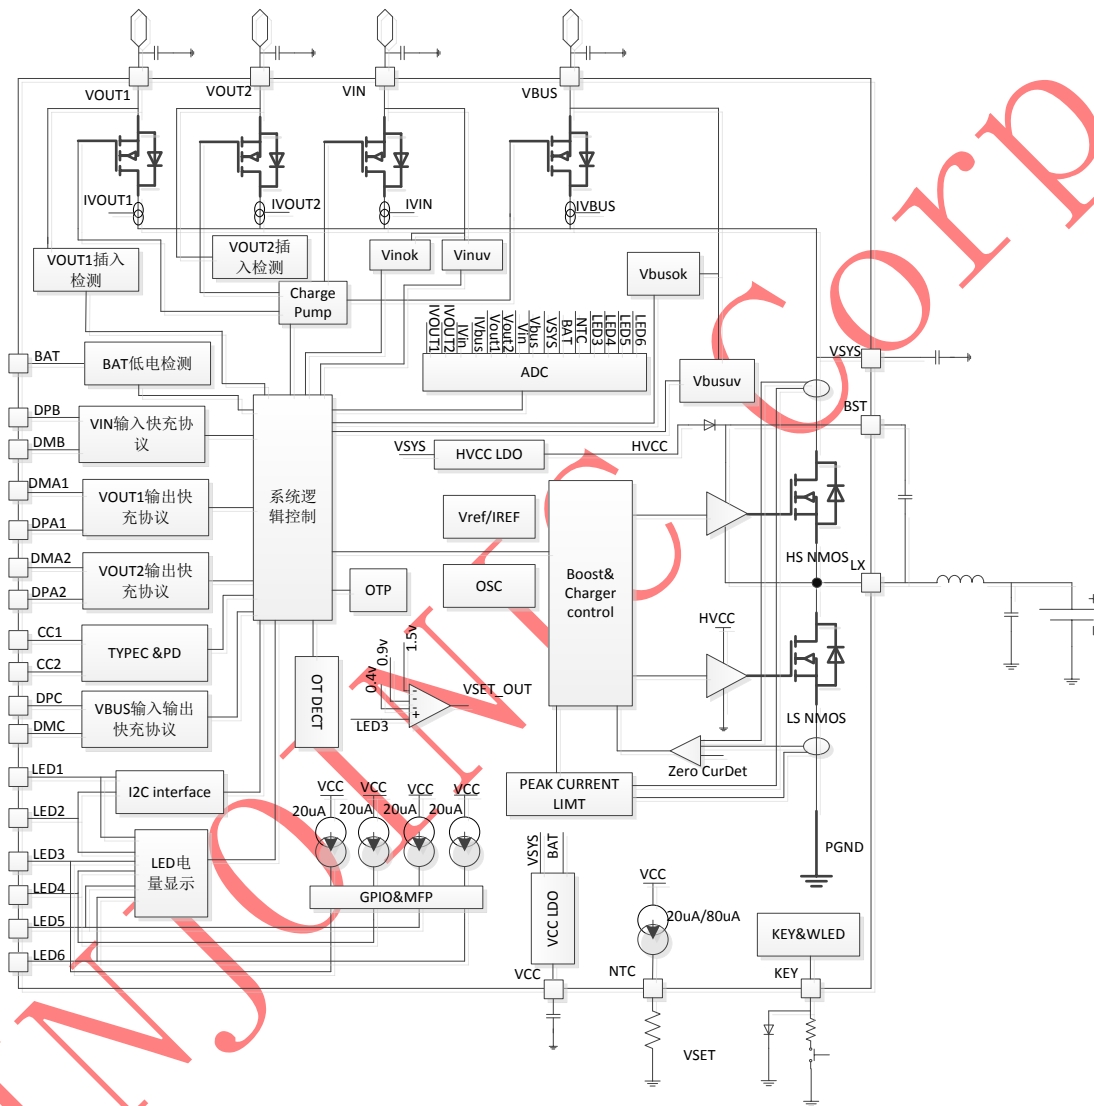 VOUT1
VOUT2
VIN
VBUS
IVOUT1
IVOUT2
IVIN
IVBUS
VOUT1插入
检测
VOUT2插
入检测
Vinok
Vinuv
Vbusok
Charge
Pump
IVOUT1
IVOUT2
IVin
IVbus
Vout1
Vout2
Vin
Vbus
VSYS
BAT
NTC
LED3
LED4
LED5
LED6
ADC
Vbusuv
VSYS
BAT
BAT低电检测
BST
DPB
DMB
VIN输入快充协
议
VSYS
HVCC LDO
HVCC
DMA1
DPA1
VOUT1输出快
充协议
系统逻
辑控制
Vref/IREF
HS NMOS
LX
DMA2
DPA2
VOUT2输出快
充协议
OTP
OSC
Boost&
Charger
control
HVCC
CC1
CC2
TYPEC &PD
OT DECT
0.4v
0.9v
1.5v
- - -
+
LED3
VSET_OUT
DPC
DMC
VBUS输入输出
快充协议
LS NMOS
Zero CurDet
PEAK CURRENT
LIMT
LED1
LED2
LED3
LED4
LED5
LED6
I2C interface
LED电
量显示
VCC
VCC
VCC
VCC
20uA
20uA
20uA
20uA
GPIO&MFP
VSYS
BAT
VCC LDO
VCC
VCC
20uA/80uA
NTC
VSET
PGND
KEY&WLED
KEY
+
-
INJOINIC Corp